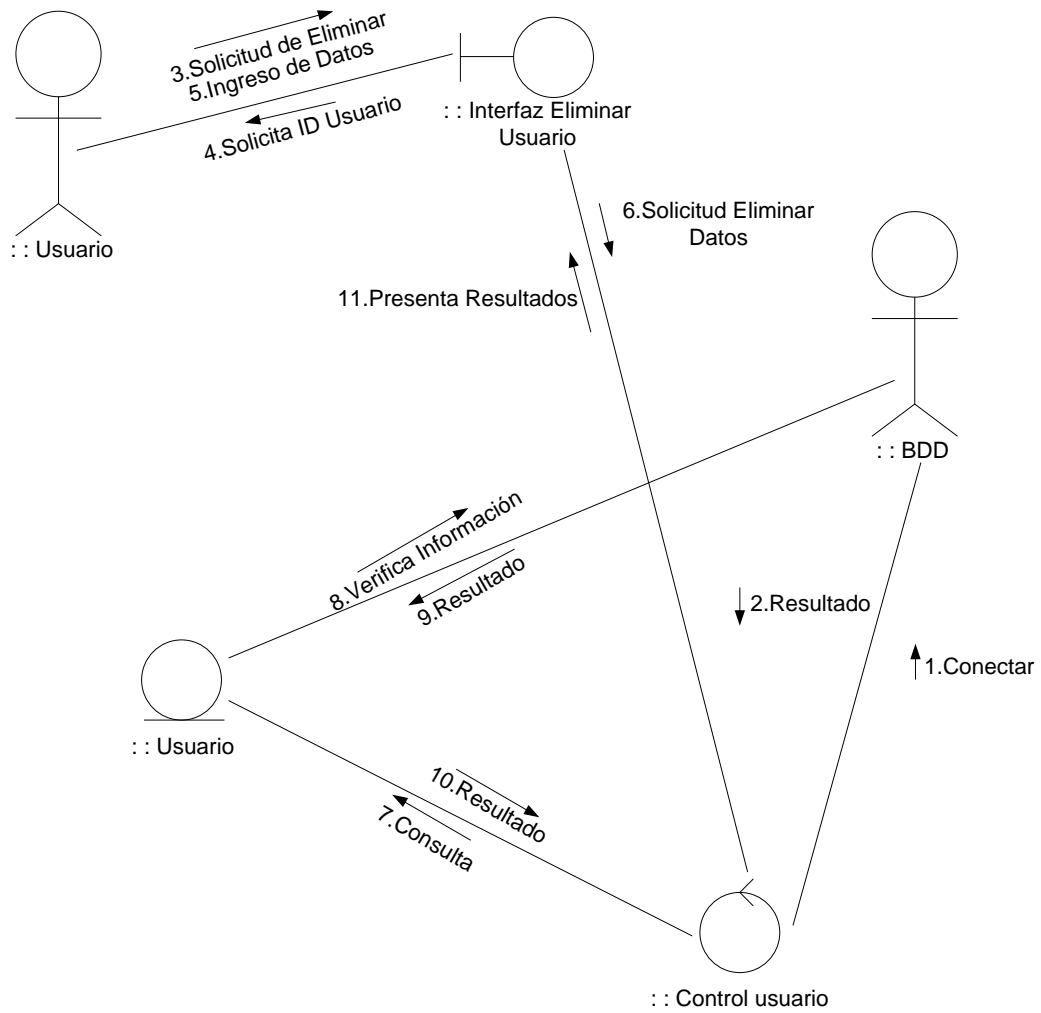 3.Solicitud de Eliminar
5.Ingreso de Datos
4.Solicita ID Usuario
: : Interfaz Eliminar
Usuario
: : Usuario
6.Solicitud Eliminar
Datos
11.Presenta Resultados
: : BDD
8.Verifica Información
9.Resultado
2.Resultado
1.Conectar
: : Usuario
10.Resultado
7.Consulta
: : Control usuario